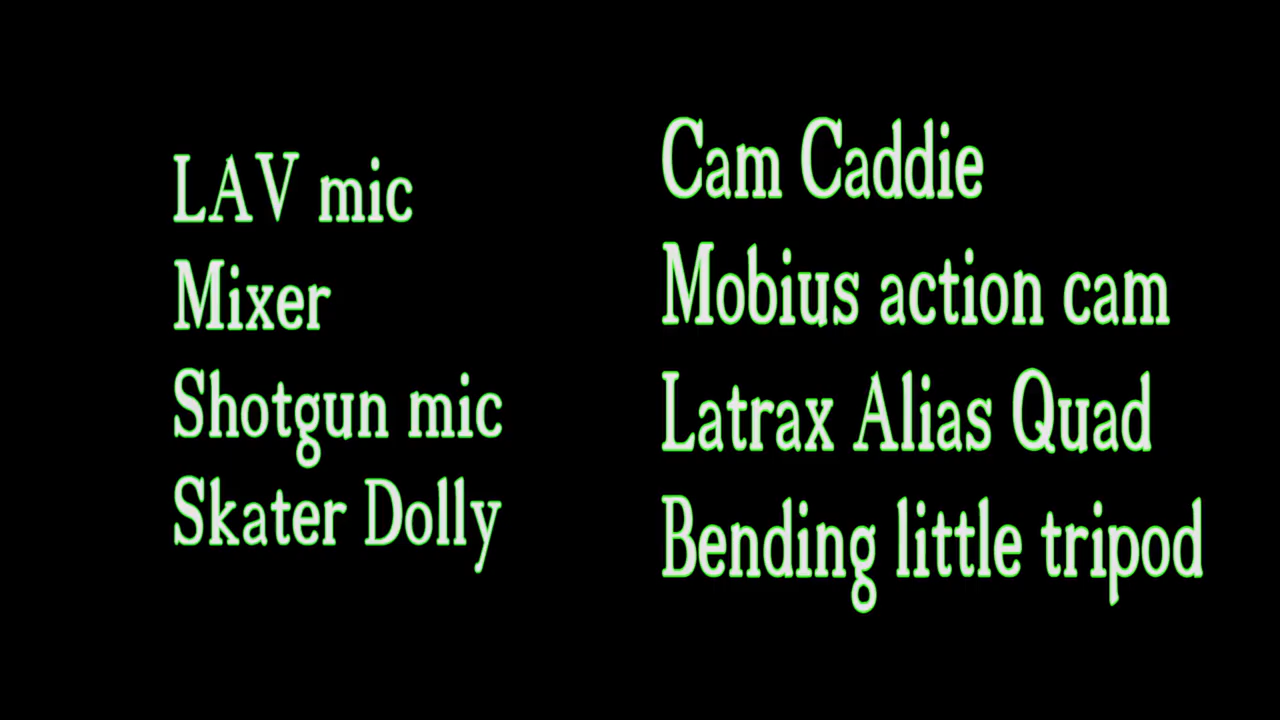 LAV mic
Mixer
Shotgun mic
Skater Dolly
Cam Caddie
Mobius action cam
Latrax Alias Quad
Bending little tripod